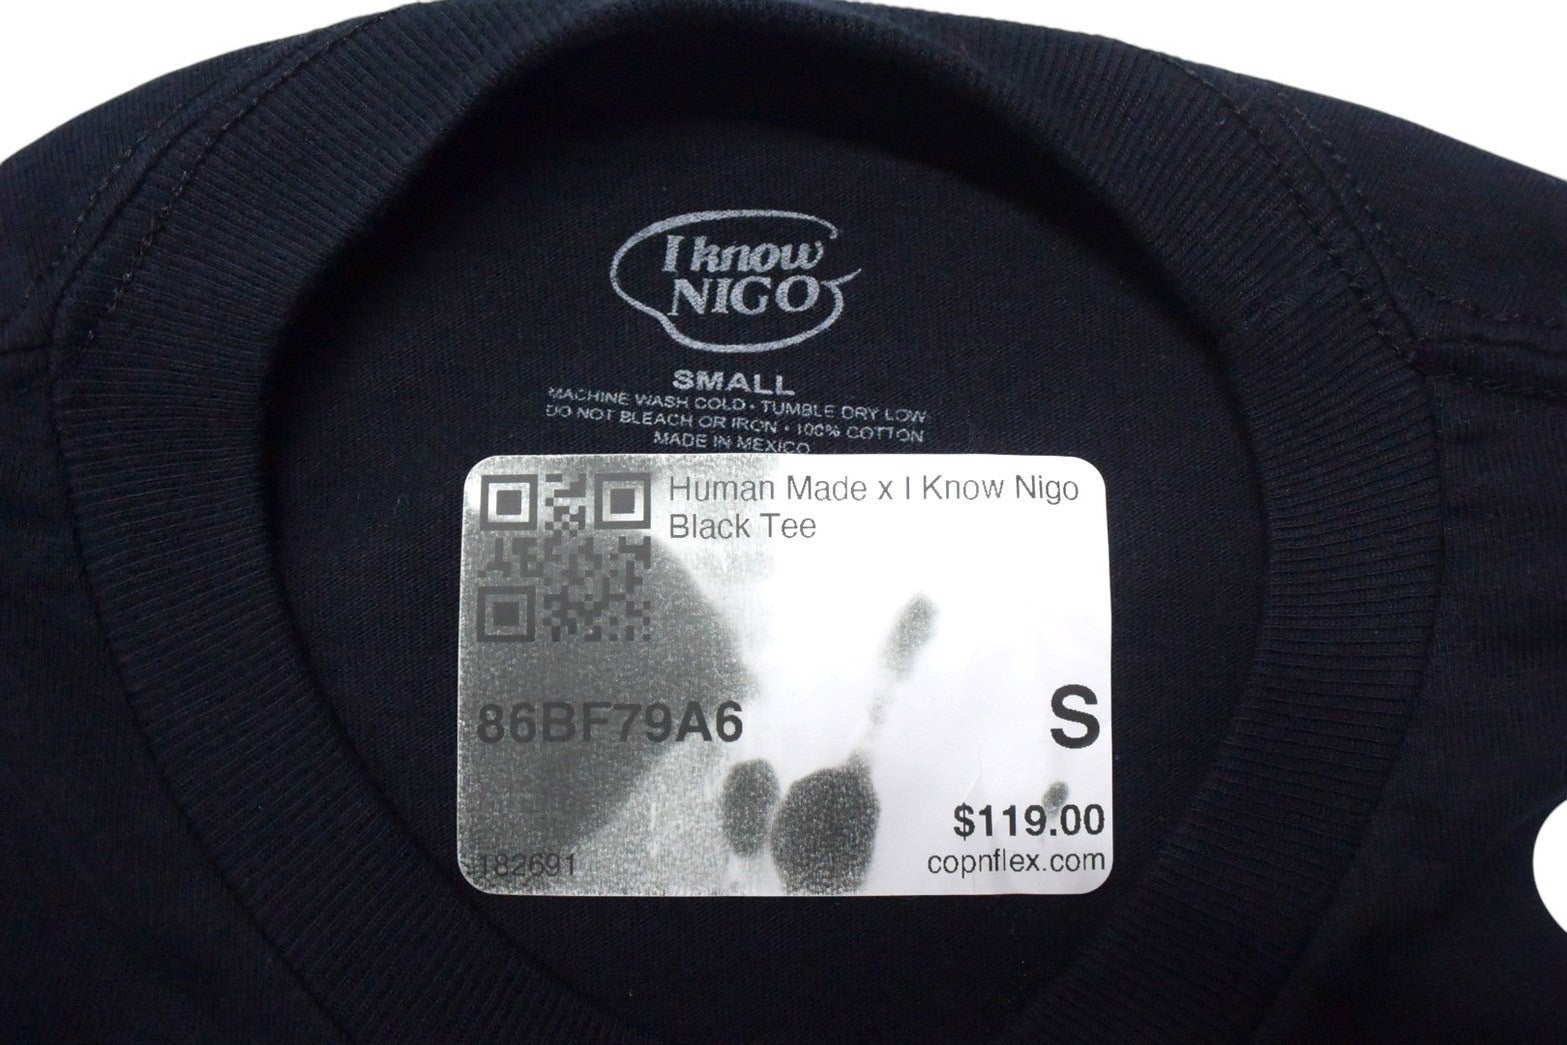 I know
NIGO
SMALL
MACHINE WASH COLD · TUMBLE DRY LOW
DO NOT BLEACH OR IRON · 100% COTTON
MADE IN MEXICO
Human Made x I Know Nigo
Black Tee
86BF79A6
S
$119.00
182691
copnflex.com